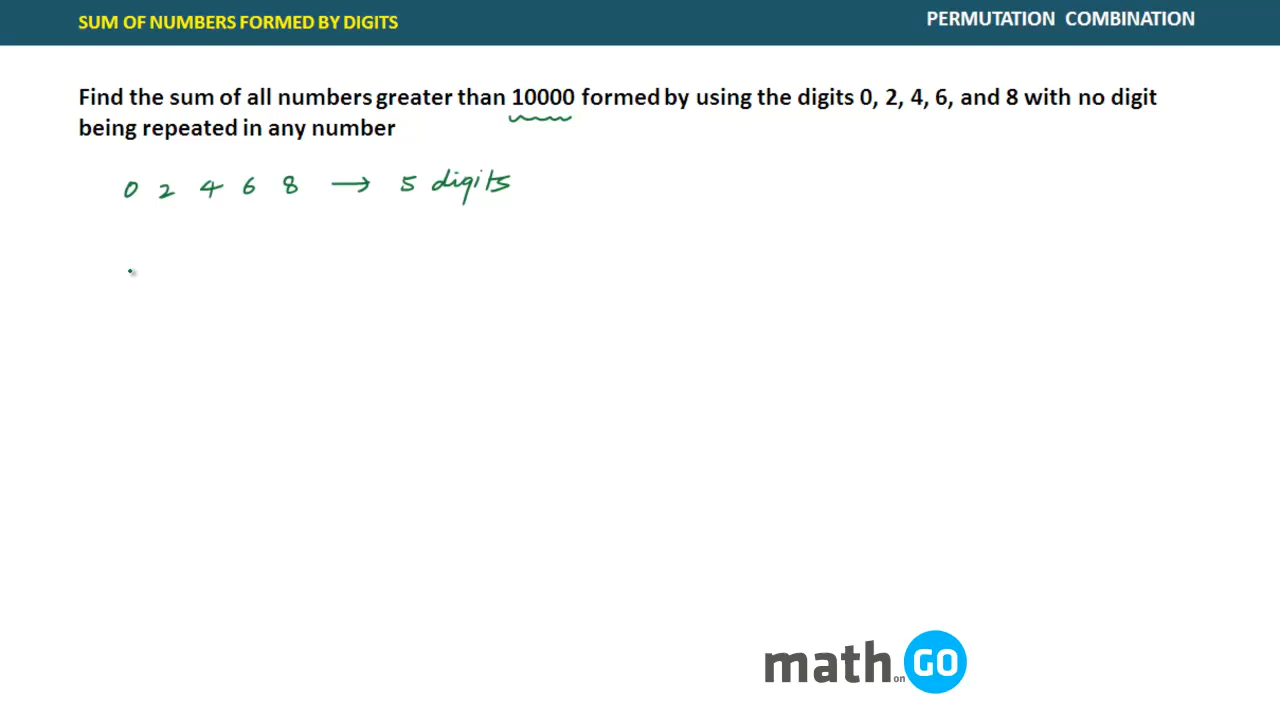 SUM OF NUMBERS FORMED BY DIGITS
PERMUTATION COMBINATION
Find the sum of all numbers greater than 10000 formed by using the digits 0, 2, 4, 6, and 8 with no digit
being repeated in any number
0 2 4 6 8 → 5 digits
math on GO